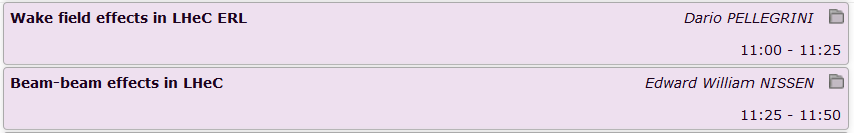 Wake field effects in LHeC ERL Dario PELLEGRINI
11:00 - 11:25
Beam-beam effects in LHeC Edward William NISSEN
11:25 - 11:50